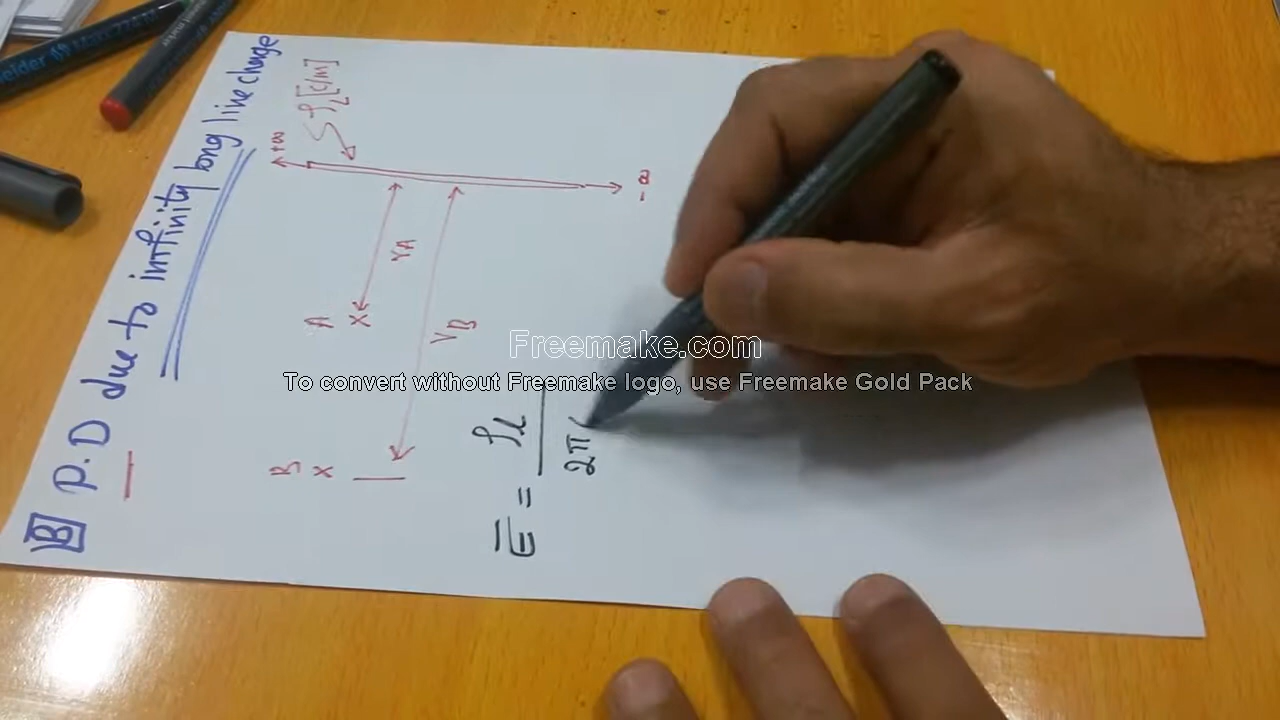 B P.D due to infinity long line charge
+∞
ρL [C/M]
-∞
rA
A
x
rB
B
x
E = ρl
2π
Freemake.com
To convert without Freemake logo, use Freemake Gold Pack